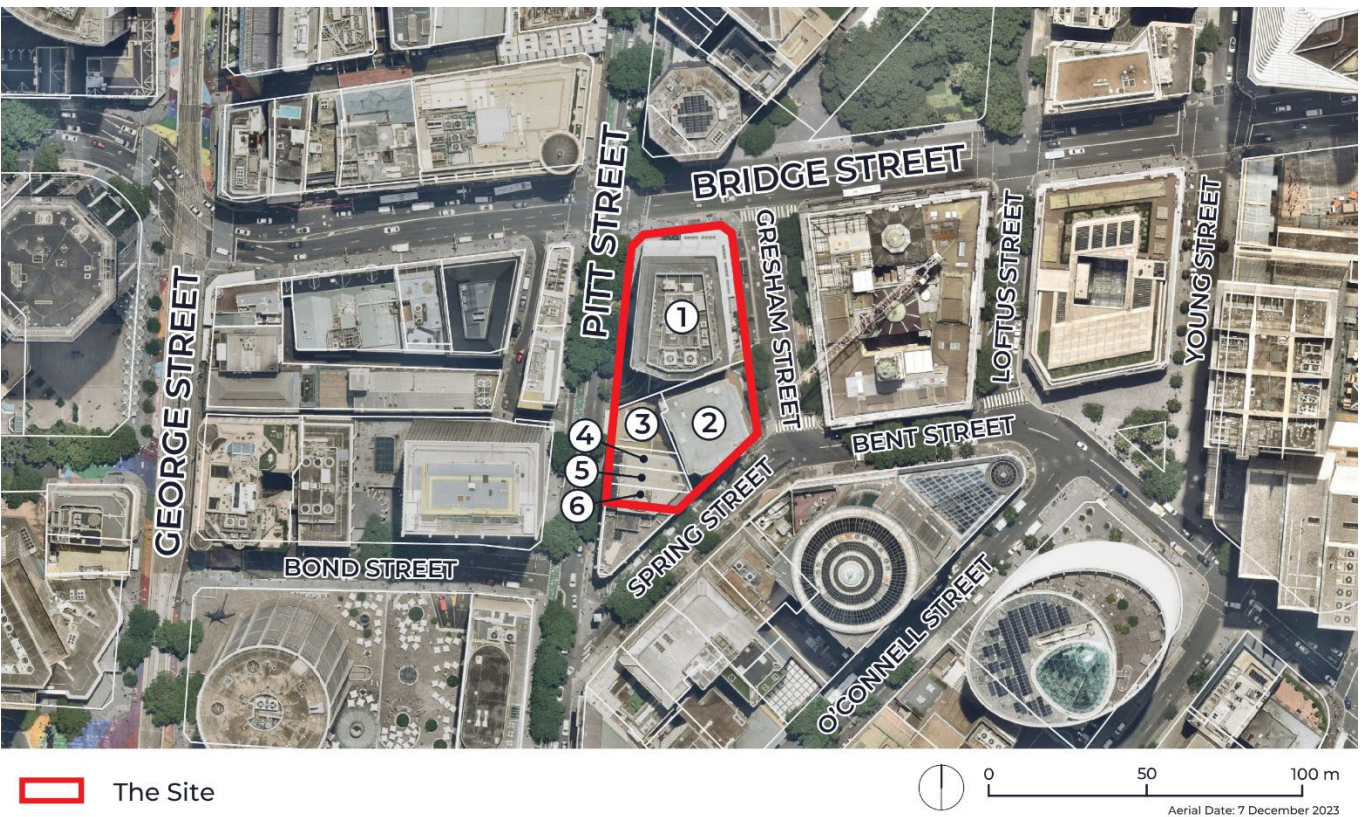 BRIDGE STREET
PITT STREET
GRESHAM STREET
LOFTUS STREET
YOUNG STREET
GEORGE STREET
1
2
3
4
5
6
BENT STREET
SPRING STREET
BOND STREET
O'CONNELL STREET
The Site
0 50 100 m
Aerial Date: 7 December 2023